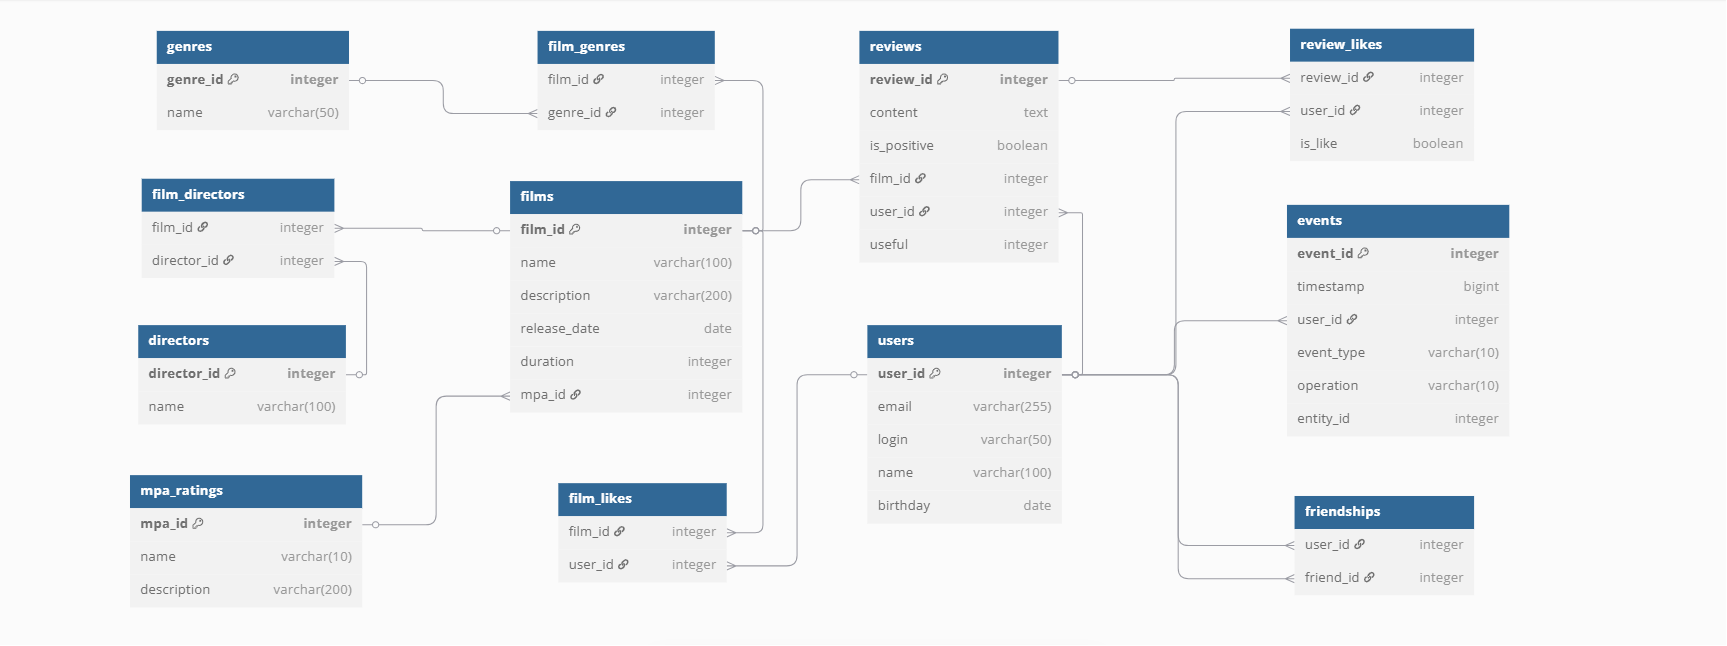 genres
genre_id integer
name varchar(50)
film_genres
film_id integer
genre_id integer
reviews
review_id integer
content text
is_positive boolean
film_id integer
user_id integer
useful integer
review_likes
review_id integer
user_id integer
is_like boolean
film_directors
film_id integer
director_id integer
films
film_id integer
name varchar(100)
description varchar(200)
release_date date
duration integer
mpa_id integer
events
event_id integer
timestamp bigint
user_id integer
event_type varchar(10)
operation varchar(10)
entity_id integer
directors
director_id integer
name varchar(100)
users
user_id integer
email varchar(255)
login varchar(50)
name varchar(100)
birthday date
mpa_ratings
mpa_id integer
name varchar(10)
description varchar(200)
film_likes
film_id integer
user_id integer
friendships
user_id integer
friend_id integer